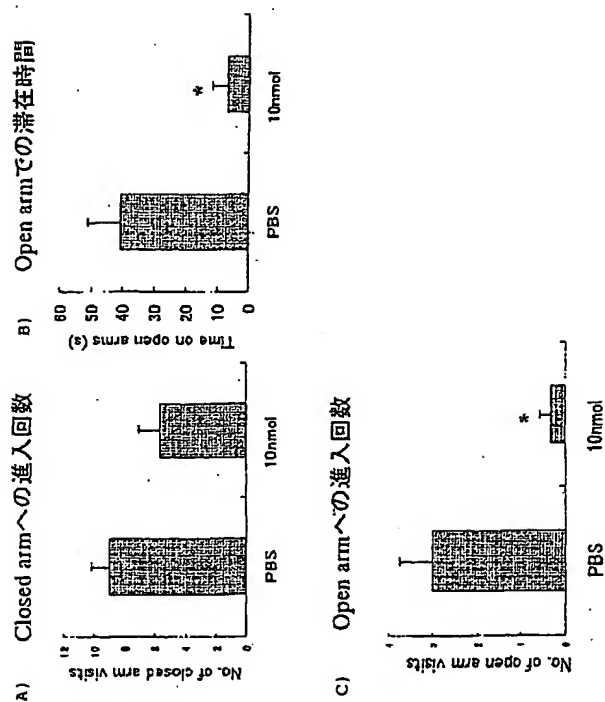 A) Closed armへの進入回数
No. of closed arm visits
12
10
8
6
4
2
0
PBS
10nmol
B) Open armでの滞在時間
Time on open arms (s)
60
50
40
30
20
10
0
*
PBS
10nmol
C) Open armへの進入回数
No. of open arm visits
4
3
2
1
0
*
PBS
10nmol